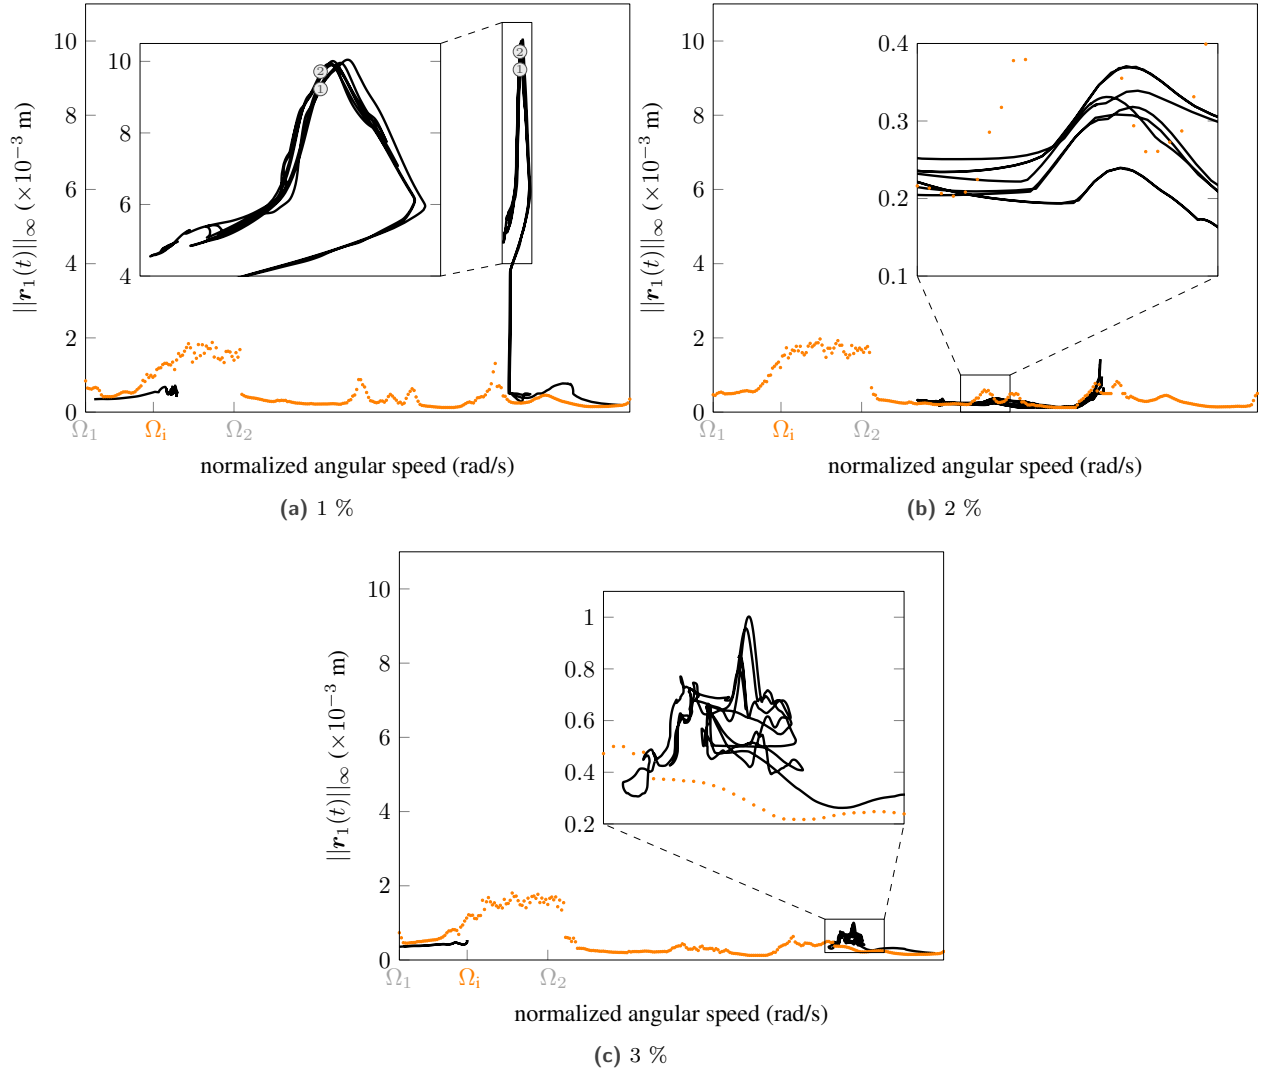 10
8
6
4
2
0
||r₁(t)||∞ (×10⁻³ m)
10
8
6
4
2
1
Ω₁
Ωᵢ
Ω₂
2
1
normalized angular speed (rad/s)
(a) 1 %
10
8
6
4
2
0
||r₁(t)||∞ (×10⁻³ m)
0.4
0.3
0.2
0.1
Ω₁
Ωᵢ
Ω₂
normalized angular speed (rad/s)
(b) 2 %
10
8
6
4
2
0
||r₁(t)||∞ (×10⁻³ m)
1
0.8
0.6
0.4
0.2
Ω₁
Ωᵢ
Ω₂
normalized angular speed (rad/s)
(c) 3 %